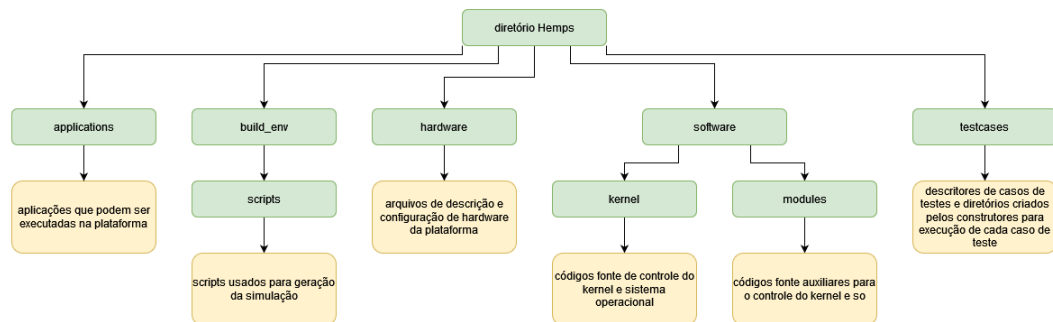 diretório Hemps
applications
build_env
hardware
software
testcases
aplicações que podem ser
executadas na plataforma
scripts
arquivos de descrição e
configuração de hardware
da plataforma
kernel
modules
descritores de casos de
testes e diretórios criados
pelos construtores para
execução de cada caso de
teste
scripts usados para geração
da simulação
códigos fonte de controle do
kernel e sistema
operacional
códigos fonte auxiliares para
o controle do kernel e so